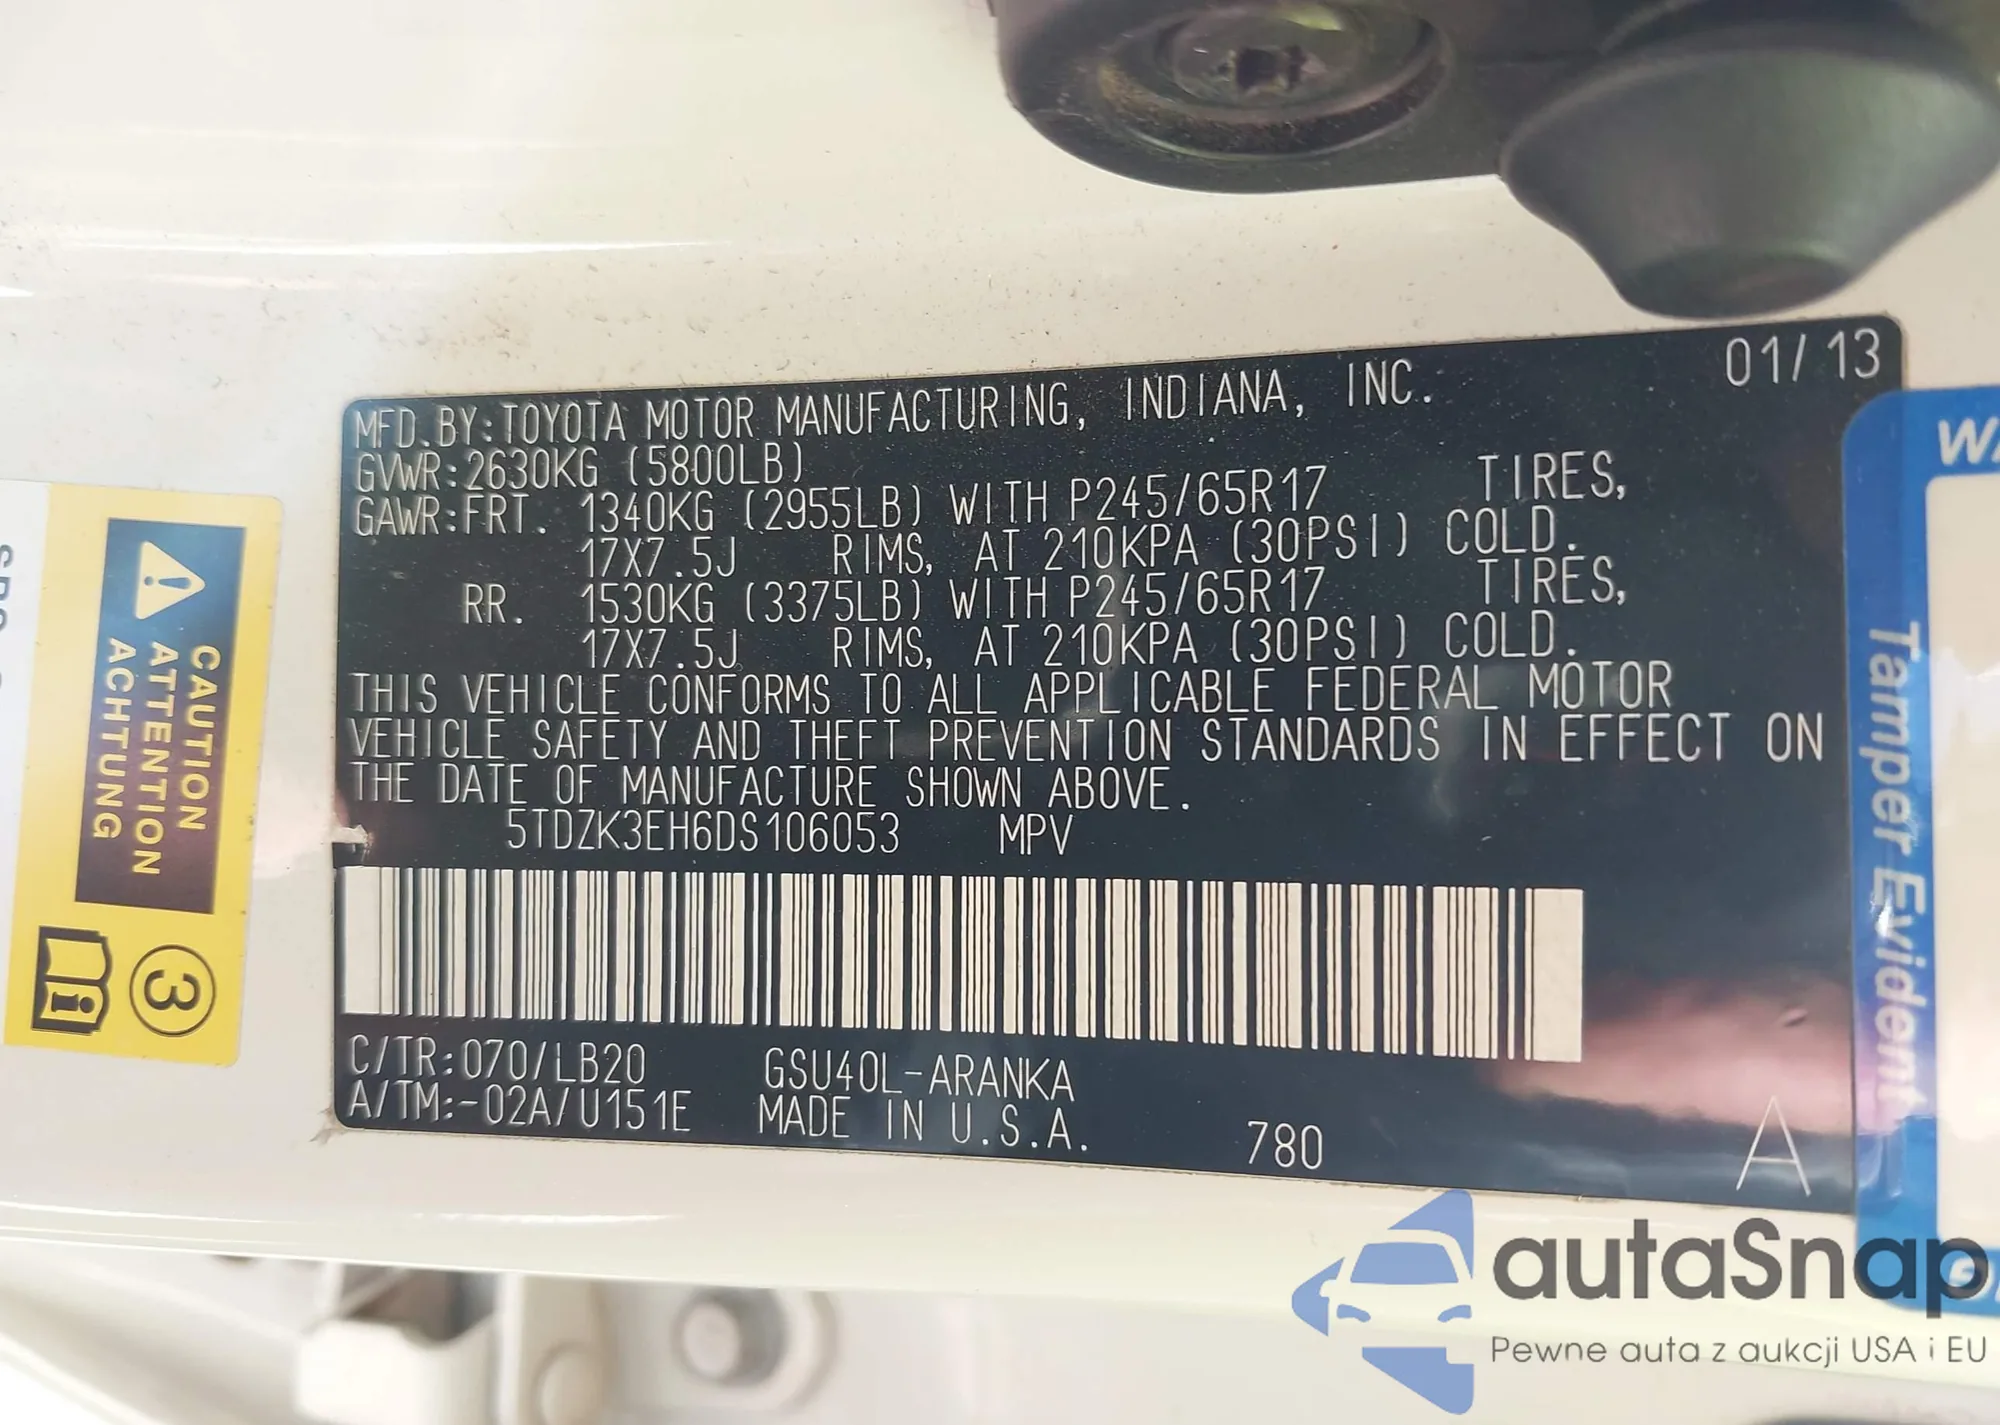 01/13
MFD.BY:TOYOTA MOTOR MANUFACTURING, INDIANA, INC.
GVWR:2630KG (5800LB)
GAWR:FRT. 1340KG (2955LB) WITH P245/65R17 TIRES,
17X7.5J RIMS, AT 210KPA (30PSI) COLD.
RR. 1530KG (3375LB) WITH P245/65R17 TIRES,
17X7.5J RIMS, AT 210KPA (30PSI) COLD.
THIS VEHICLE CONFORMS TO ALL APPLICABLE FEDERAL MOTOR
VEHICLE SAFETY AND THEFT PREVENTION STANDARDS IN EFFECT ON
THE DATE OF MANUFACTURE SHOWN ABOVE.
5TDZK3EH6DS106053 MPV
C/TR:070/LB20 GSU40L-ARANKA
A/TM:-02A/U151E MADE IN U.S.A. 780 A
CAUTION
ATTENTION
ACHTUNG
3
Tamper Evident
autaSnap
Pewne auta z aukcji USA i EU